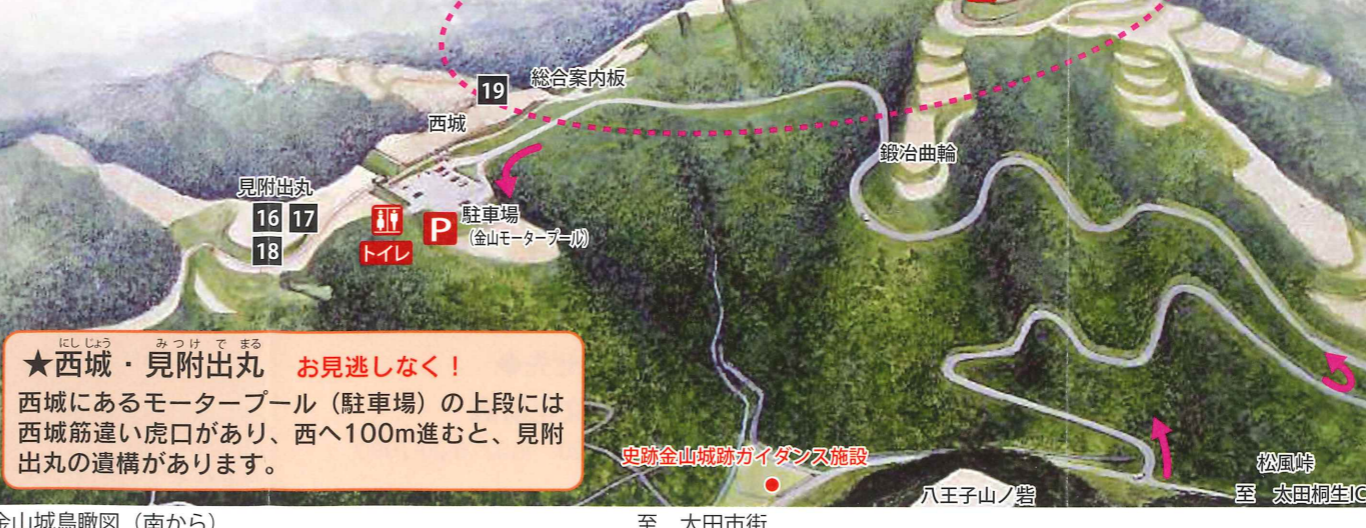 19
総合案内板
西城
鍛冶曲輪
見附出丸
16 17
18
トイレ
P
駐車場
(金山モータープール)
にし じょう みつ け で まる
★西城・見附出丸 お見逃しなく!
西城にあるモータープール(駐車場)の上段には
西城筋違い虎口があり、西へ100m進むと、見附
出丸の遺構があります。
史跡金山城跡ガイダンス施設
八王子山ノ砦
松風峠
至 太田桐生IC
金山城鳥瞰図(南から)
至 太田市街